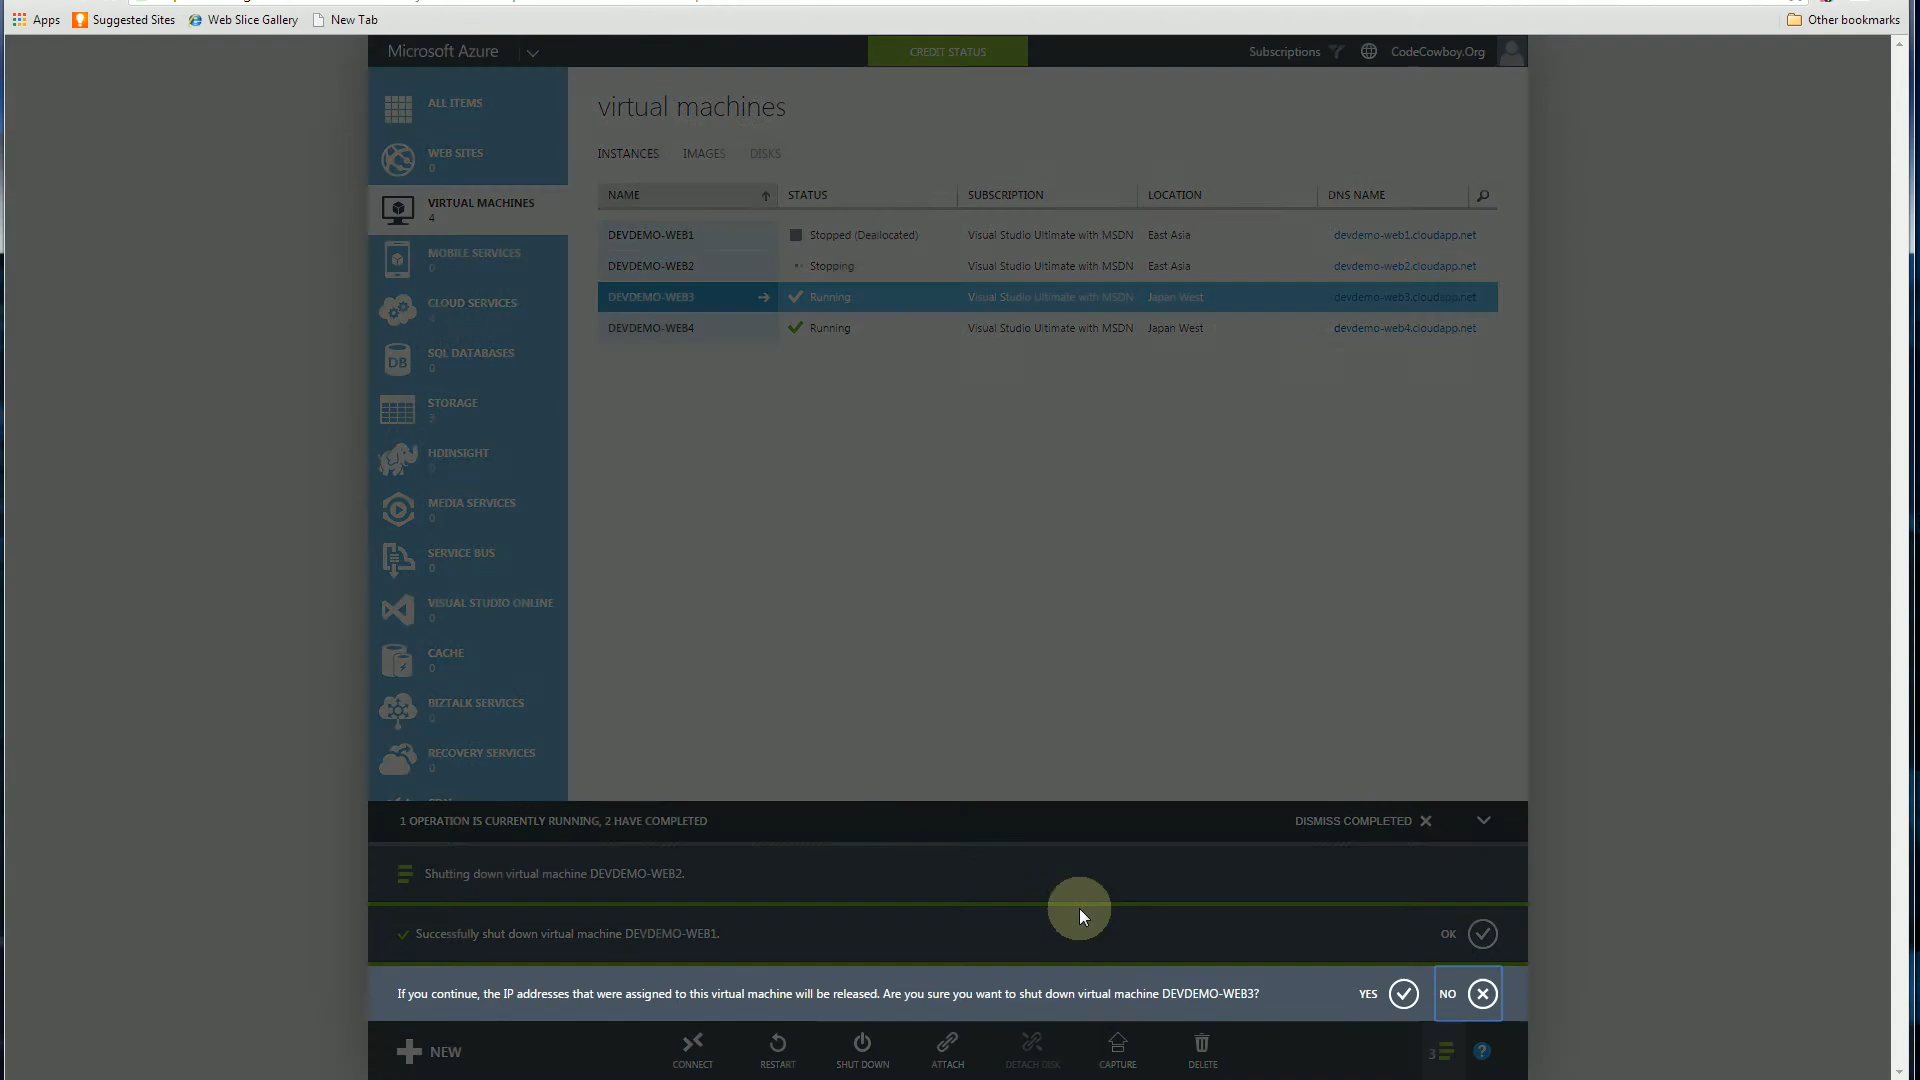 Apps Suggested Sites Web Slice Gallery New Tab Other bookmarks
Microsoft Azure CREDIT STATUS Subscriptions CodeCowboy.Org
ALL ITEMS
WEB SITES
0
VIRTUAL MACHINES
4
MOBILE SERVICES
0
CLOUD SERVICES
4
SQL DATABASES
0
STORAGE
3
HDINSIGHT
0
MEDIA SERVICES
0
SERVICE BUS
0
VISUAL STUDIO ONLINE
0
CACHE
0
BIZTALK SERVICES
0
RECOVERY SERVICES
0
virtual machines
INSTANCES IMAGES DISKS
NAME STATUS SUBSCRIPTION LOCATION DNS NAME
DEVDEMO-WEB1 Stopped (Deallocated) Visual Studio Ultimate with MSDN East Asia devdemo-web1.cloudapp.net
DEVDEMO-WEB2 Stopping Visual Studio Ultimate with MSDN East Asia devdemo-web2.cloudapp.net
DEVDEMO-WEB3 Running Visual Studio Ultimate with MSDN Japan West devdemo-web3.cloudapp.net
DEVDEMO-WEB4 Running Visual Studio Ultimate with MSDN Japan West devdemo-web4.cloudapp.net
1 OPERATION IS CURRENTLY RUNNING, 2 HAVE COMPLETED DISMISS COMPLETED
Shutting down virtual machine DEVDEMO-WEB2.
Successfully shut down virtual machine DEVDEMO-WEB1. OK
If you continue, the IP addresses that were assigned to this virtual machine will be released. Are you sure you want to shut down virtual machine DEVDEMO-WEB3? YES NO
NEW CONNECT RESTART SHUT DOWN ATTACH DETACH DISK CAPTURE DELETE 3 ?